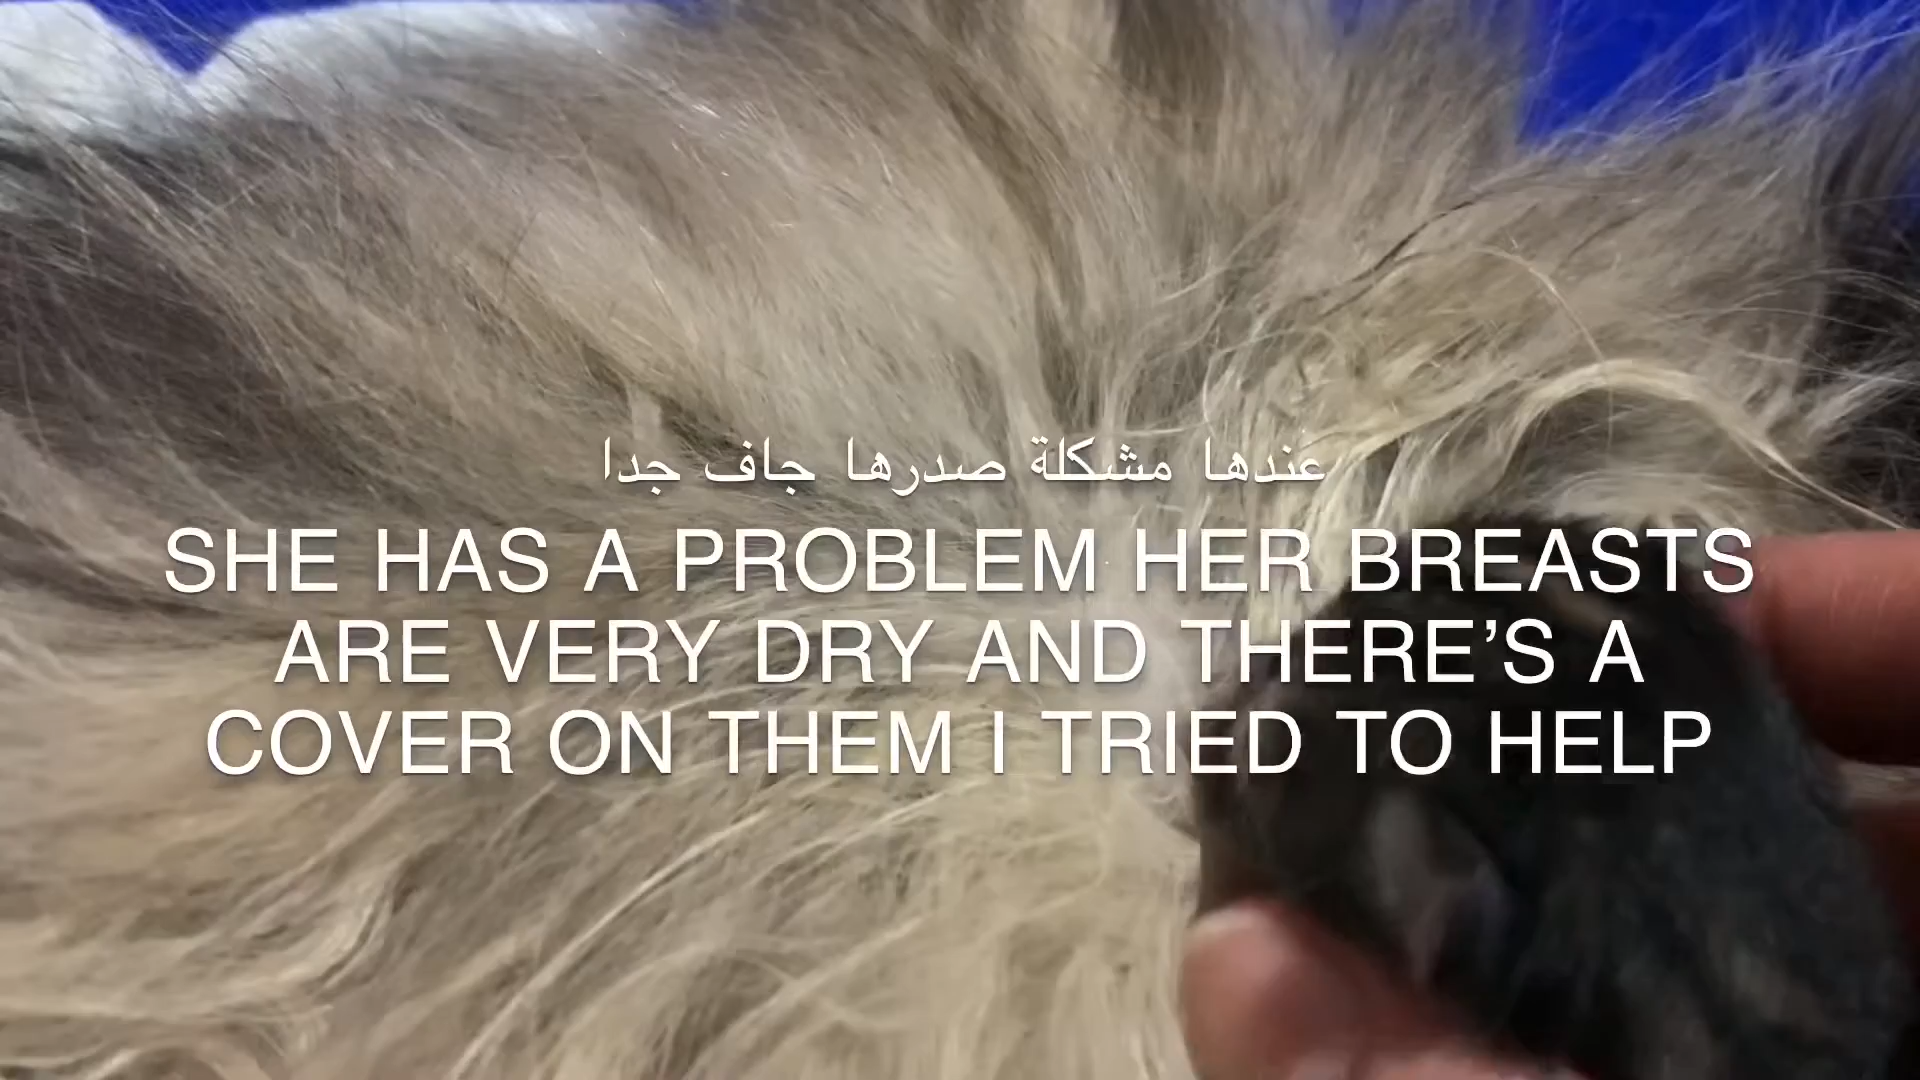 عندها مشكلة صدرها جاف جدا
SHE HAS A PROBLEM HER BREASTS
ARE VERY DRY AND THERE’S A
COVER ON THEM I TRIED TO HELP